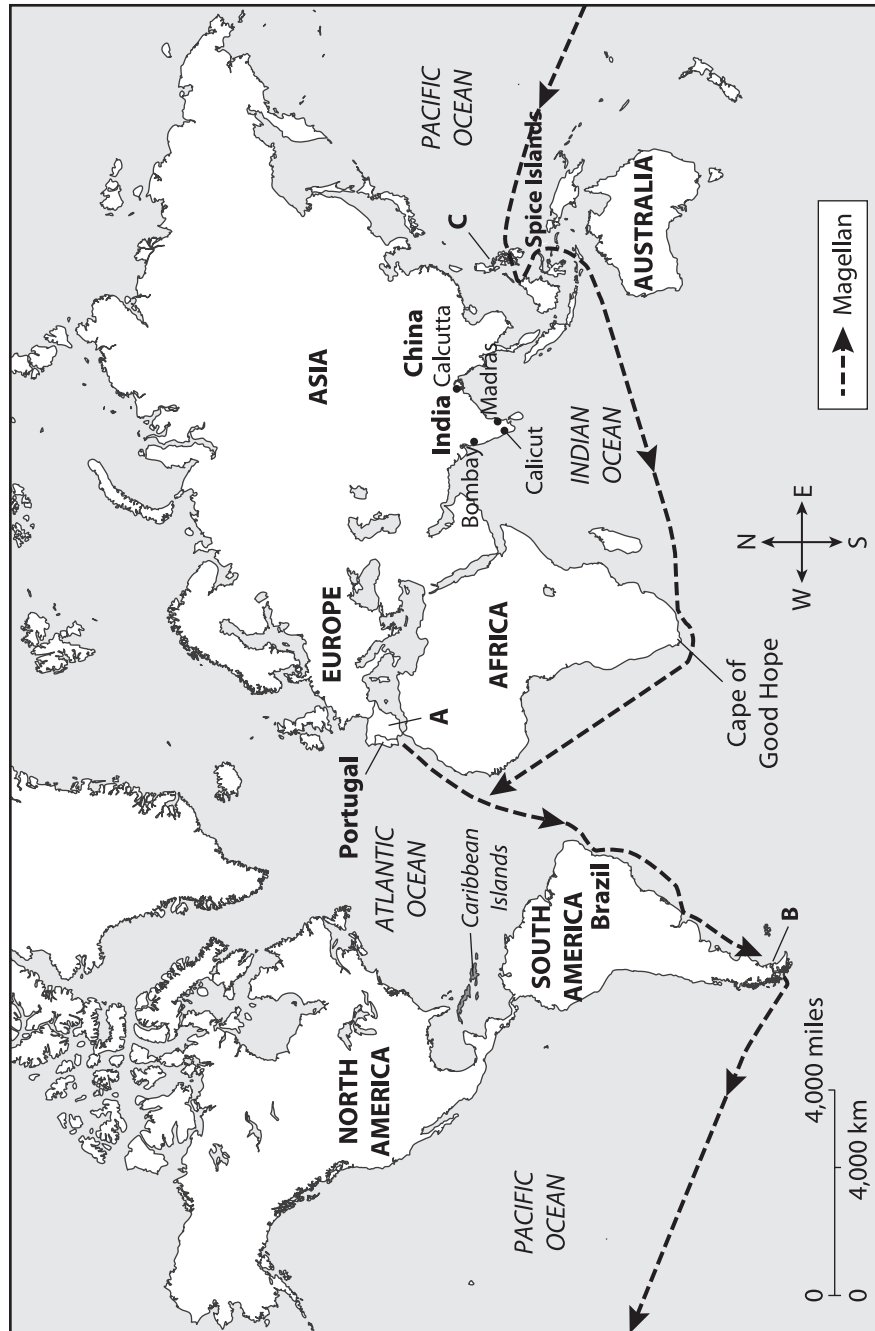 NORTH
AMERICA
PACIFIC
OCEAN
ATLANTIC
OCEAN
Caribbean
Islands
SOUTH
AMERICA
Brazil
B
Portugal
A
EUROPE
AFRICA
Cape of
Good Hope
ASIA
China
India
Calcutta
Bombay
Madras
Calicut
INDIAN
OCEAN
C
PACIFIC
OCEAN
Spice Islands
AUSTRALIA
N
W
E
S
0
4,000 miles
0
4,000 km
Magellan